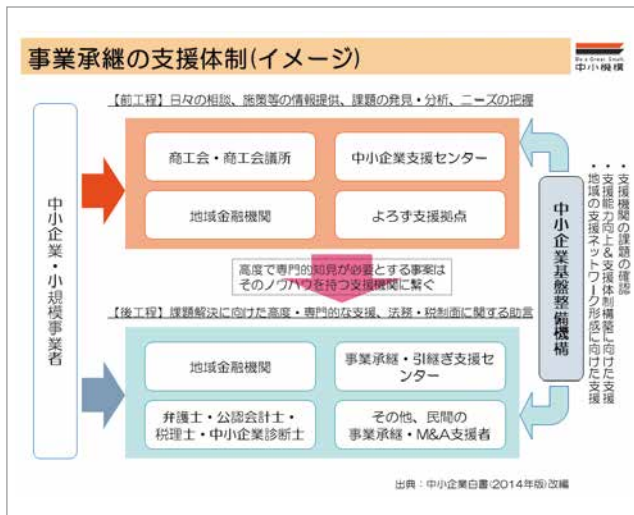 事業承継の支援体制(イメージ)
Be a Great Small.
中小機構
【前工程】日々の相談、施策等の情報提供、課題の発見・分析、ニーズの把握
中小企業・小規模事業者
商工会・商工会議所
中小企業支援センター
地域金融機関
よろず支援拠点
高度で専門的知見が必要とする事案は
そのノウハウを持つ支援機関に繋ぐ
【後工程】課題解決に向けた高度・専門的な支援、法務・税制面に関する助言
地域金融機関
事業承継・引継ぎ支援セ
ンター
弁護士・公認会計士・
税理士・中小企業診断士
その他、民間の
事業承継・M&A支援者
中小企業基盤整備機構
・支援機関の課題の確認
・支援能力向上&支援体制構築に向けた支援
・地域の支援ネットワーク形成に向けた支援
出典：中小企業白書(2014年版)改編